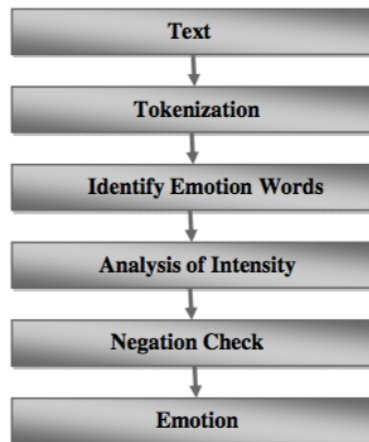 Text
Tokenization
Identify Emotion Words
Analysis of Intensity
Negation Check
Emotion